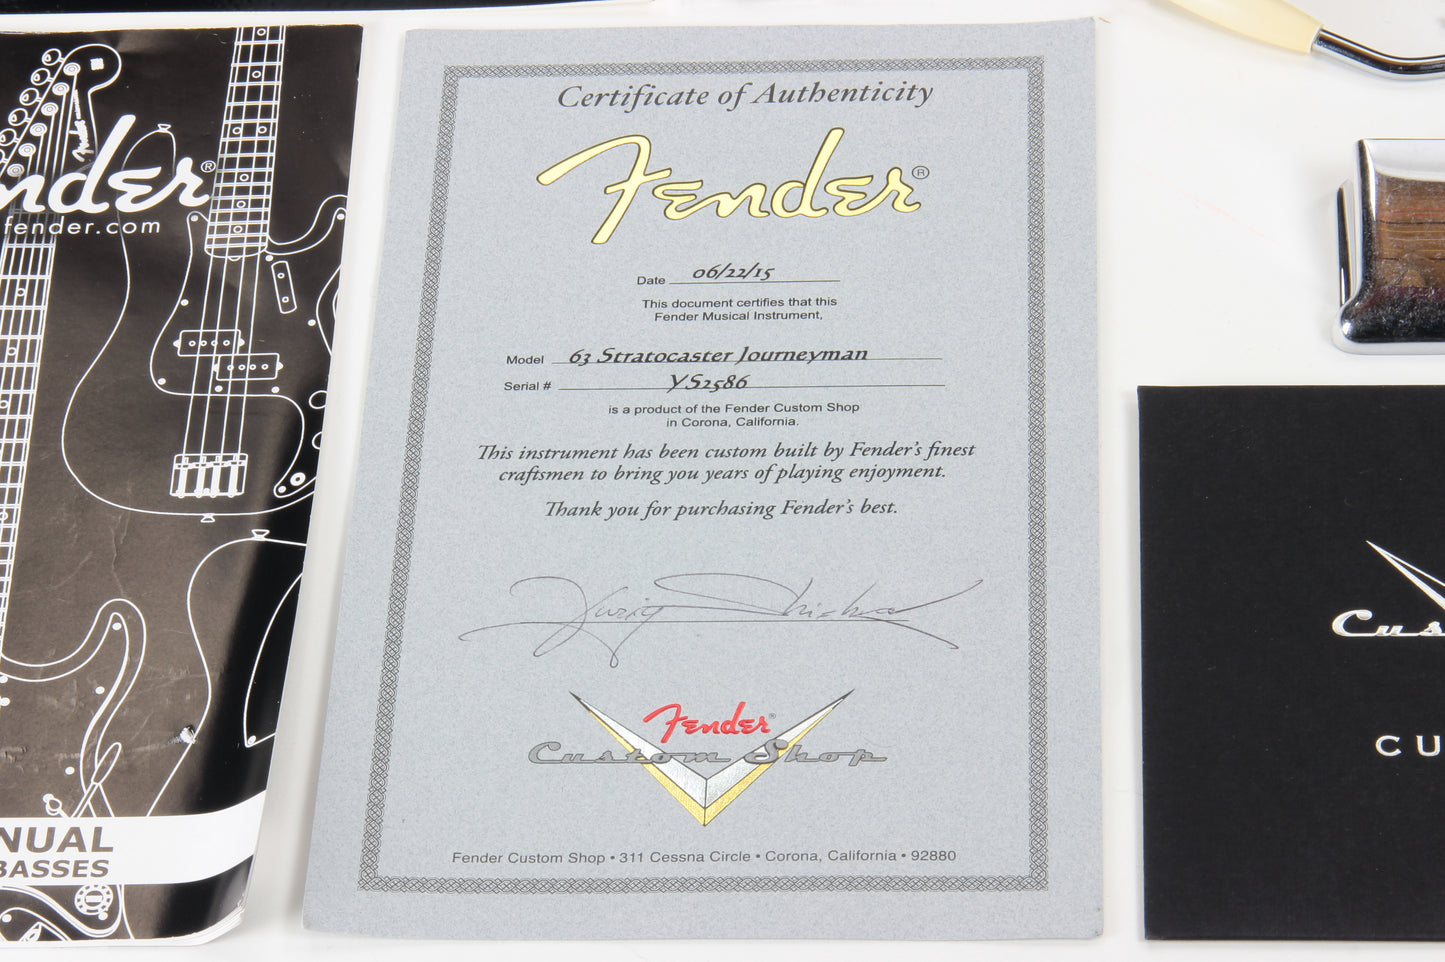 Fender
nder®
fender.com
NUAL
BASSES
Certificate of Authenticity
Fender®
Date 06/22/15
This document certifies that this
Fender Musical Instrument,
Model 63 Stratocaster Journeyman
Serial # YS2586
is a product of the Fender Custom Shop
in Corona, California.
This instrument has been custom built by Fender's finest
craftsmen to bring you years of playing enjoyment.
Thank you for purchasing Fender's best.
Fender®
Custom Shop
Fender Custom Shop • 311 Cessna Circle • Corona, California • 92880
Cus
CU